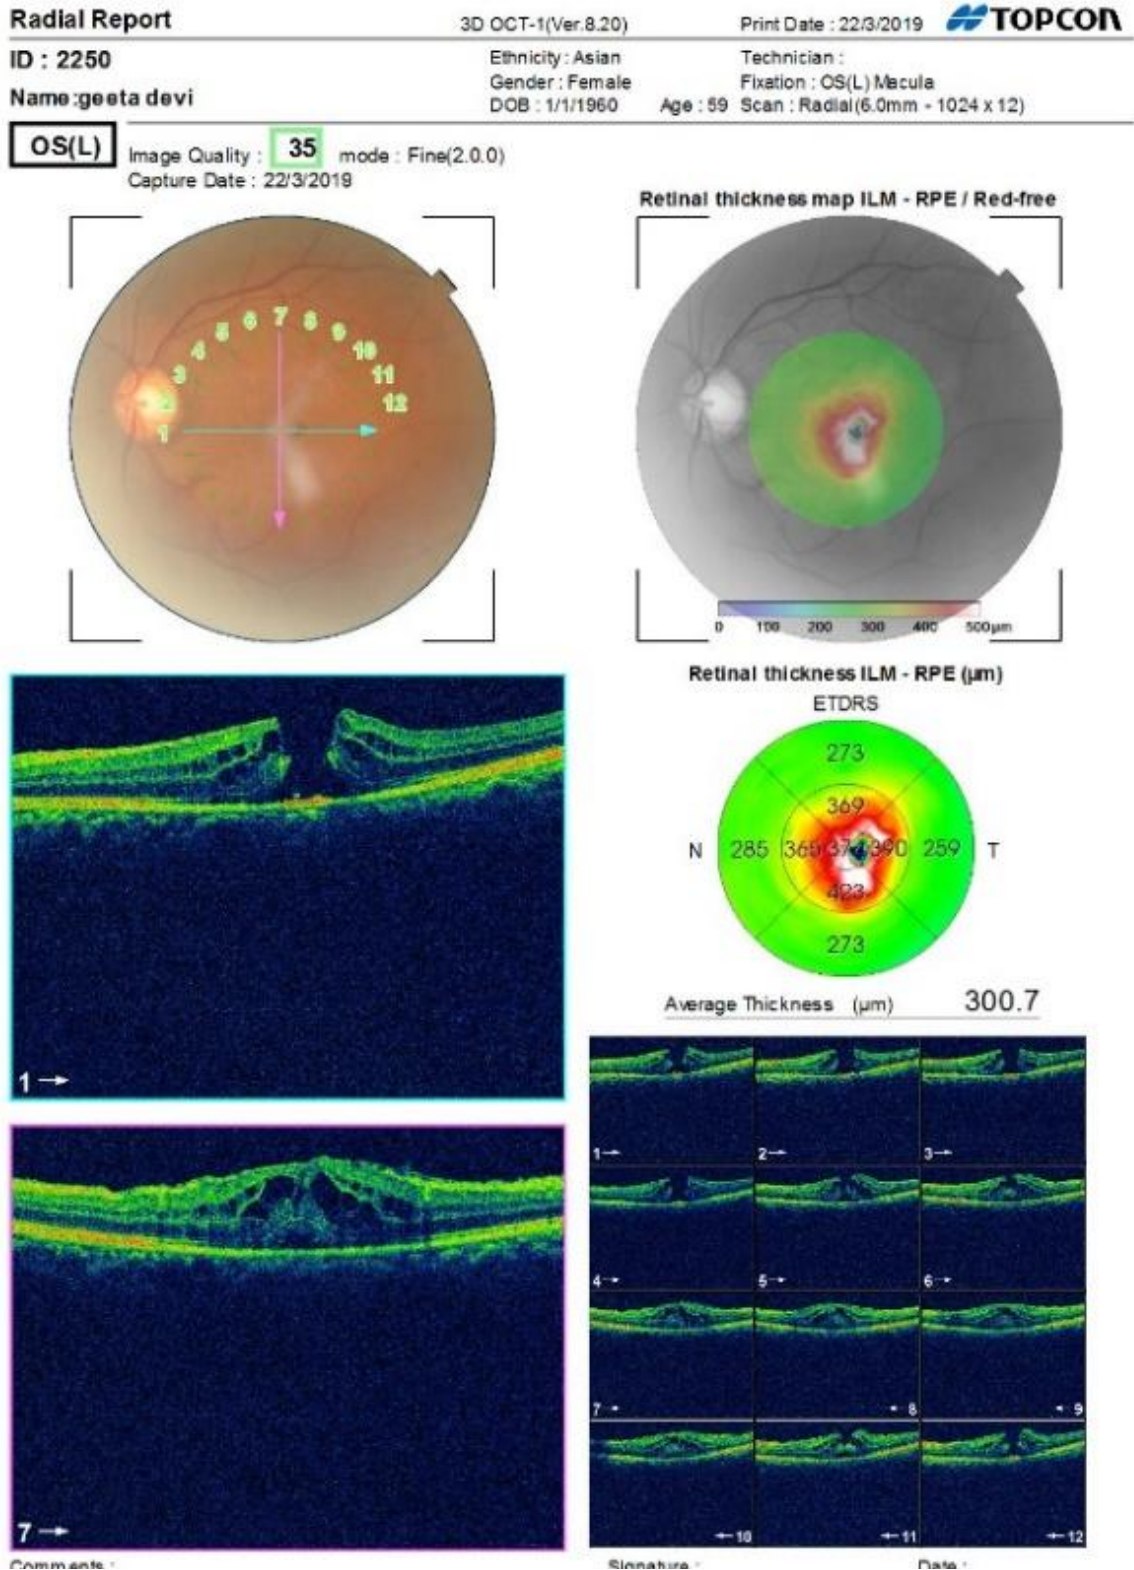 Radial Report
3D OCT-1(Ver.8.20)
Print Date : 22/3/2019
TOPCON
ID : 2250
Ethnicity : Asian
Technician :
Name:geeta devi
Gender : Female
Fixation : OS(L) Macula
DOB : 1/1/1960
Age : 59
Scan : Radial(6.0mm - 1024 x 12)
OS(L)
Image Quality : 35 mode : Fine(2.0.0)
Capture Date : 22/3/2019
Retinal thickness map ILM - RPE / Red-free
1
2
3
4
5
6
7
8
9
10
11
12
0 100 200 300 400 500µm
Retinal thickness ILM - RPE (µm)
ETDRS
273
369
N 285 365 390 259 T
423
273
Average Thickness (µm) 300.7
1
7
1 2 3
4 5 6
7 8 9
10 11 12
Comments :
Signature :
Date :